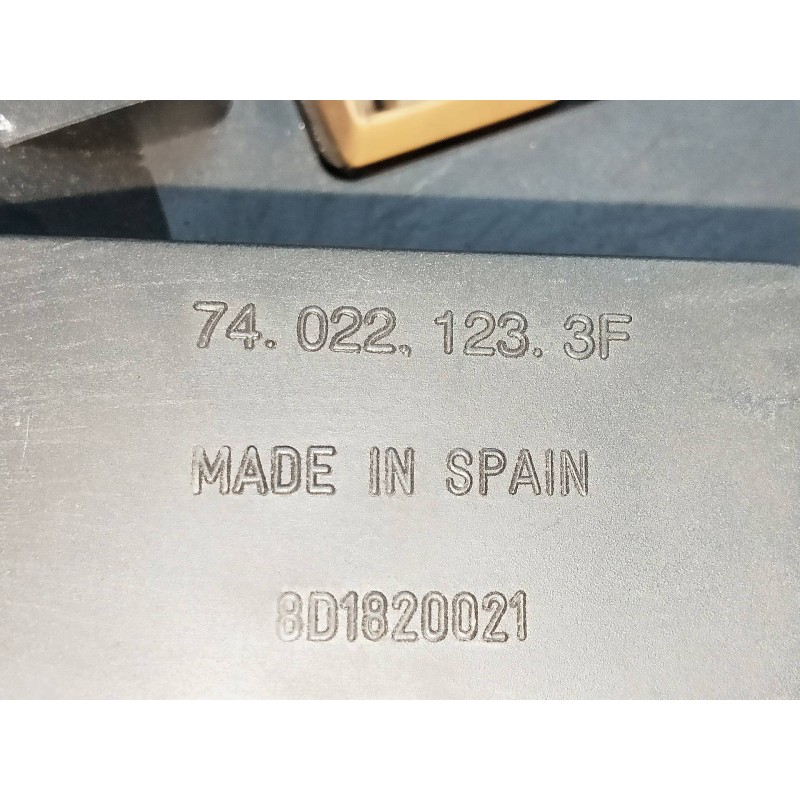 74. 022. 123. 3F
MADE IN SPAIN
8D1820021